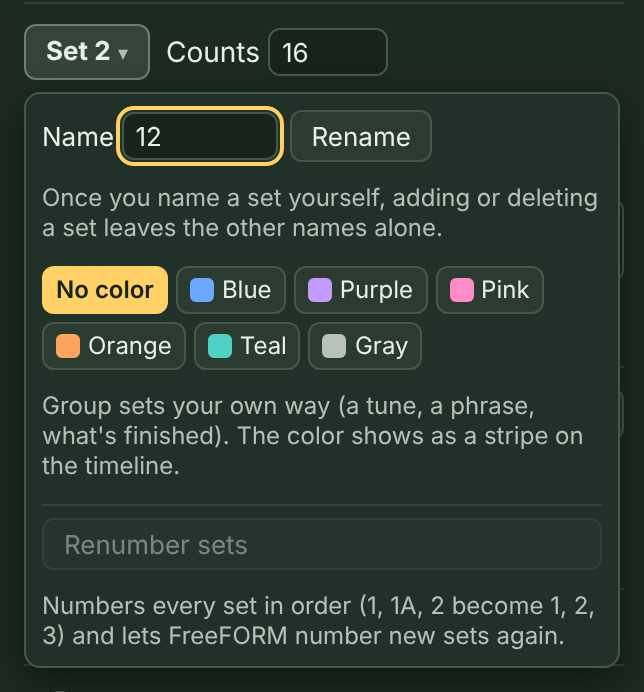 Set 2 ▾ Counts 16
Name 12 Rename
Once you name a set yourself, adding or deleting
a set leaves the other names alone.
No color Blue Purple Pink
Orange Teal Gray
Group sets your own way (a tune, a phrase,
what's finished). The color shows as a stripe on
the timeline.
Renumber sets
Numbers every set in order (1, 1A, 2 become 1, 2,
3) and lets FreeFORM number new sets again.